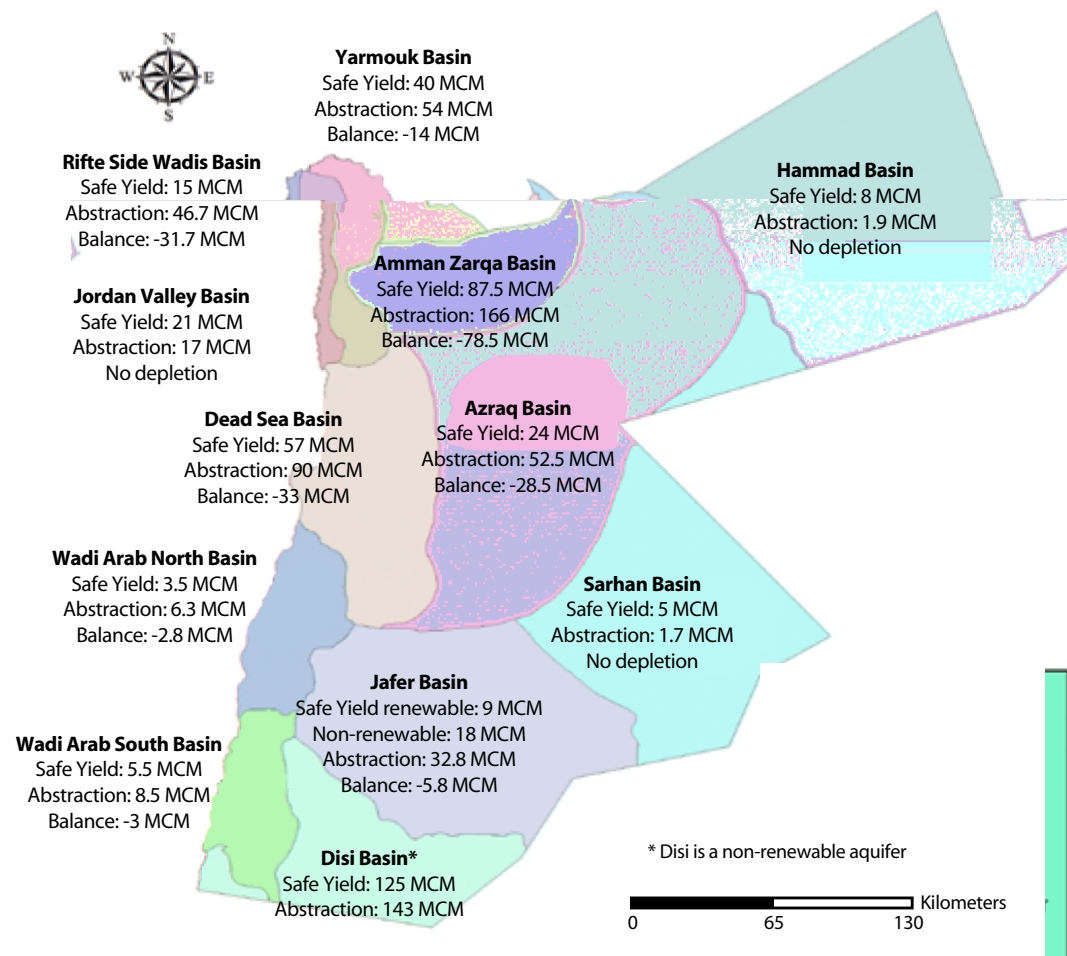 N
W
E
S
Yarmouk Basin
Safe Yield: 40 MCM
Abstraction: 54 MCM
Balance: -14 MCM
Rifte Side Wadis Basin
Safe Yield: 15 MCM
Abstraction: 46.7 MCM
Balance: -31.7 MCM
Hammad Basin
Safe Yield: 8 MCM
Abstraction: 1.9 MCM
No depletion
Amman Zarqa Basin
Safe Yield: 87.5 MCM
Abstraction: 166 MCM
Balance: -78.5 MCM
Jordan Valley Basin
Safe Yield: 21 MCM
Abstraction: 17 MCM
No depletion
Dead Sea Basin
Safe Yield: 57 MCM
Abstraction: 90 MCM
Balance: -33 MCM
Azraq Basin
Safe Yield: 24 MCM
Abstraction: 52.5 MCM
Balance: -28.5 MCM
Wadi Arab North Basin
Safe Yield: 3.5 MCM
Abstraction: 6.3 MCM
Balance: -2.8 MCM
Sarhan Basin
Safe Yield: 5 MCM
Abstraction: 1.7 MCM
No depletion
Jafer Basin
Safe Yield renewable: 9 MCM
Non-renewable: 18 MCM
Abstraction: 32.8 MCM
Balance: -5.8 MCM
Wadi Arab South Basin
Safe Yield: 5.5 MCM
Abstraction: 8.5 MCM
Balance: -3 MCM
Disi Basin*
Safe Yield: 125 MCM
Abstraction: 143 MCM
* Disi is a non-renewable aquifer
Kilometers
0 65 130